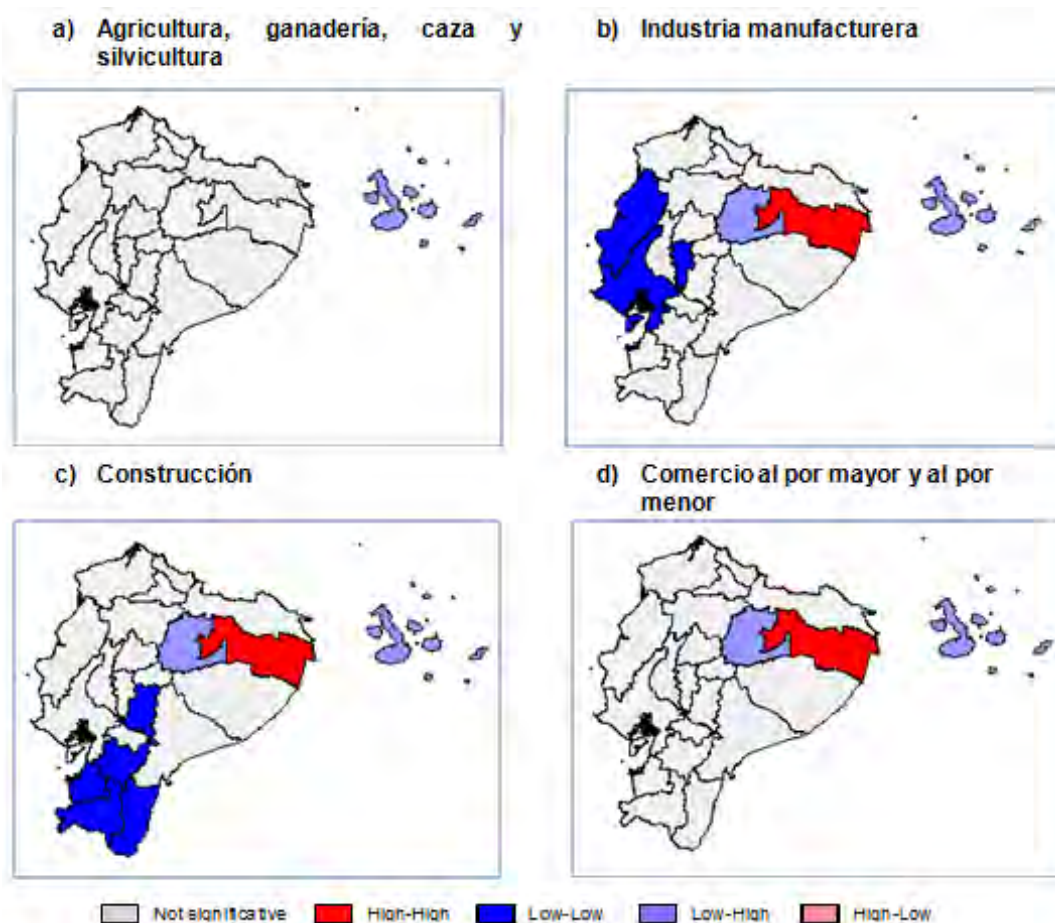 a) Agricultura, ganadería, caza y
silvicultura
b) Industria manufacturera
c) Construcción
d) Comercio al por mayor y al por
menor
Not significative High-High Low-Low Low-High High-Low